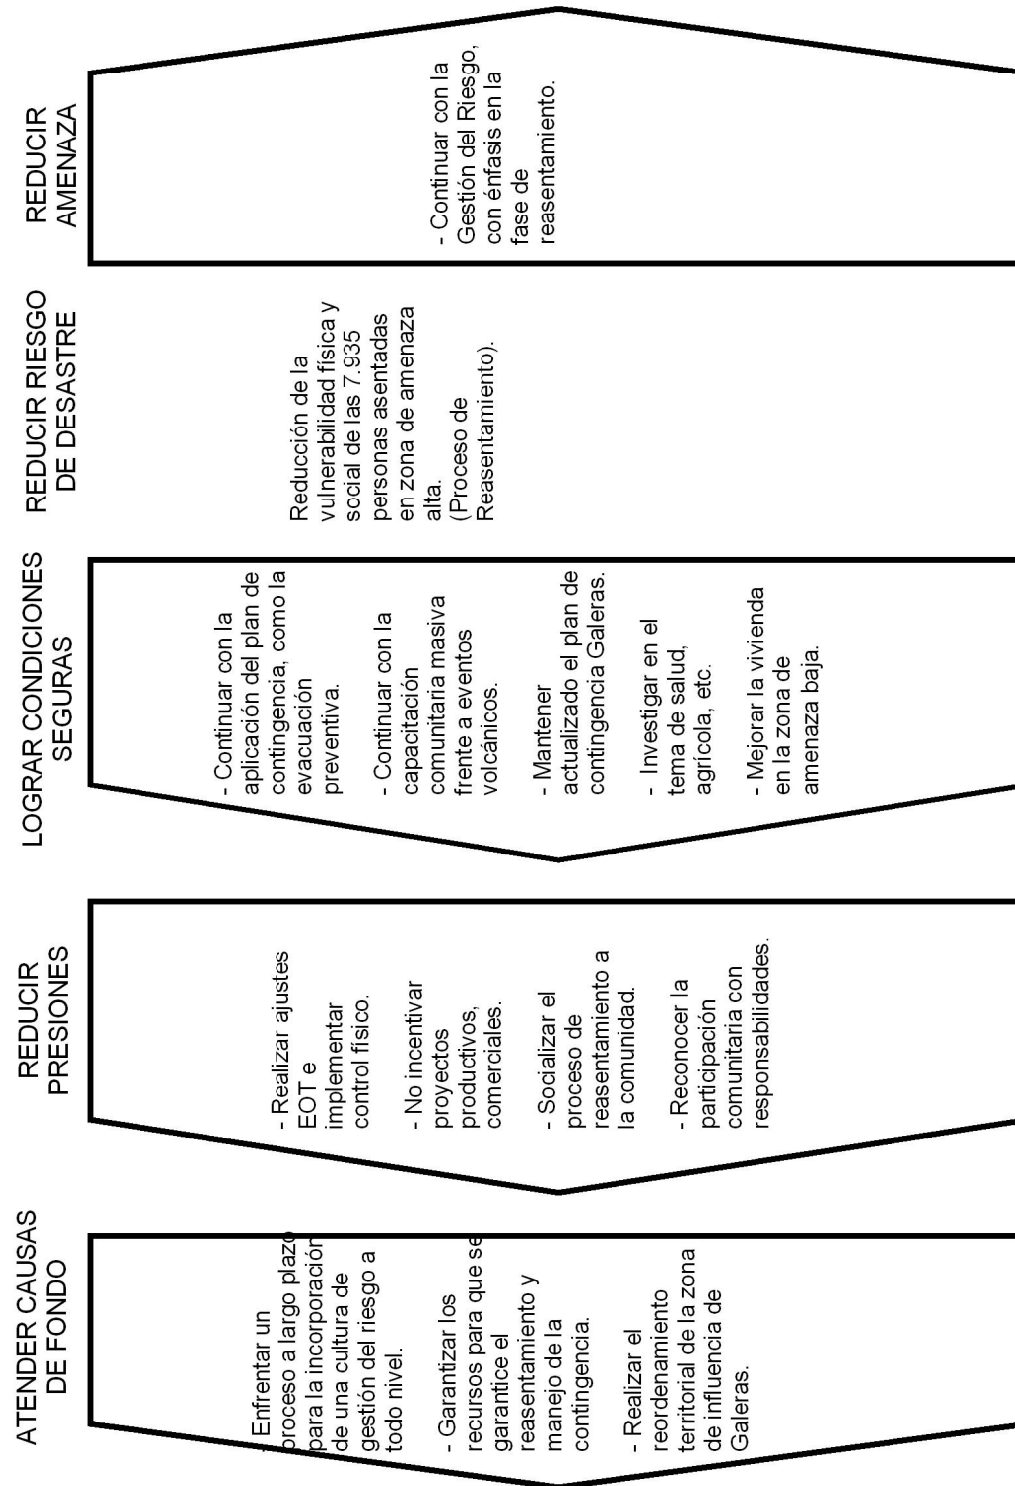 ATENDER CAUSAS
DE FONDO
Enfrentar un
proceso a largo plazo
para la incorporación
de una cultura de
gestión del riesgo a
todo nivel.
- Garantizar los
recursos para que se
garantice el
reasentamiento y
manejo de la
contingencia.
- Realizar el
reordenamiento
territorial de la zona
de influencia de
Galeras.
REDUCIR
PRESIONES
- Realizar ajustes
EOT e
implementar
control físico.
- No incentivar
proyectos
productivos,
comerciales.
- Socializar el
proceso de
reasentamiento a
la comunidad.
- Reconocer la
participación
comunitaria con
responsabilidades.
LOGRAR CONDICIONES
SEGURAS
- Continuar con la
aplicación del plan de
contingencia, como la
evacuación
preventiva.
- Continuar con la
capacitación
comunitaria masiva
frente a eventos
volcánicos.
- Mantener
actualizado el plan de
contingencia Galeras.
- Investigar en el
tema de salud,
agrícola, etc.
- Mejorar la vivienda
en la zona de
amenaza baja.
REDUCIR RIESGO
DE DESASTRE
Reducción de la
vulnerabilidad física y
social de las 7.935
personas asentadas
en zona de amenaza
alta.
(Proceso de
Reasentamiento).
REDUCIR
AMENAZA
- Continuar con la
Gestión del Riesgo,
con énfasis en la
fase de
reasentamiento.